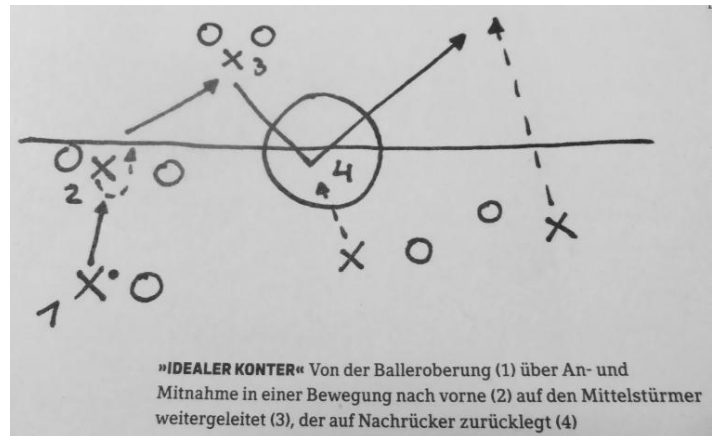 3
4
2
1
»IDEALER KONTER« Von der Balleroberung (1) über An- und
Mitnahme in einer Bewegung nach vorne (2) auf den Mittelstürmer
weitergeleitet (3), der auf Nachrücker zurücklegt (4)